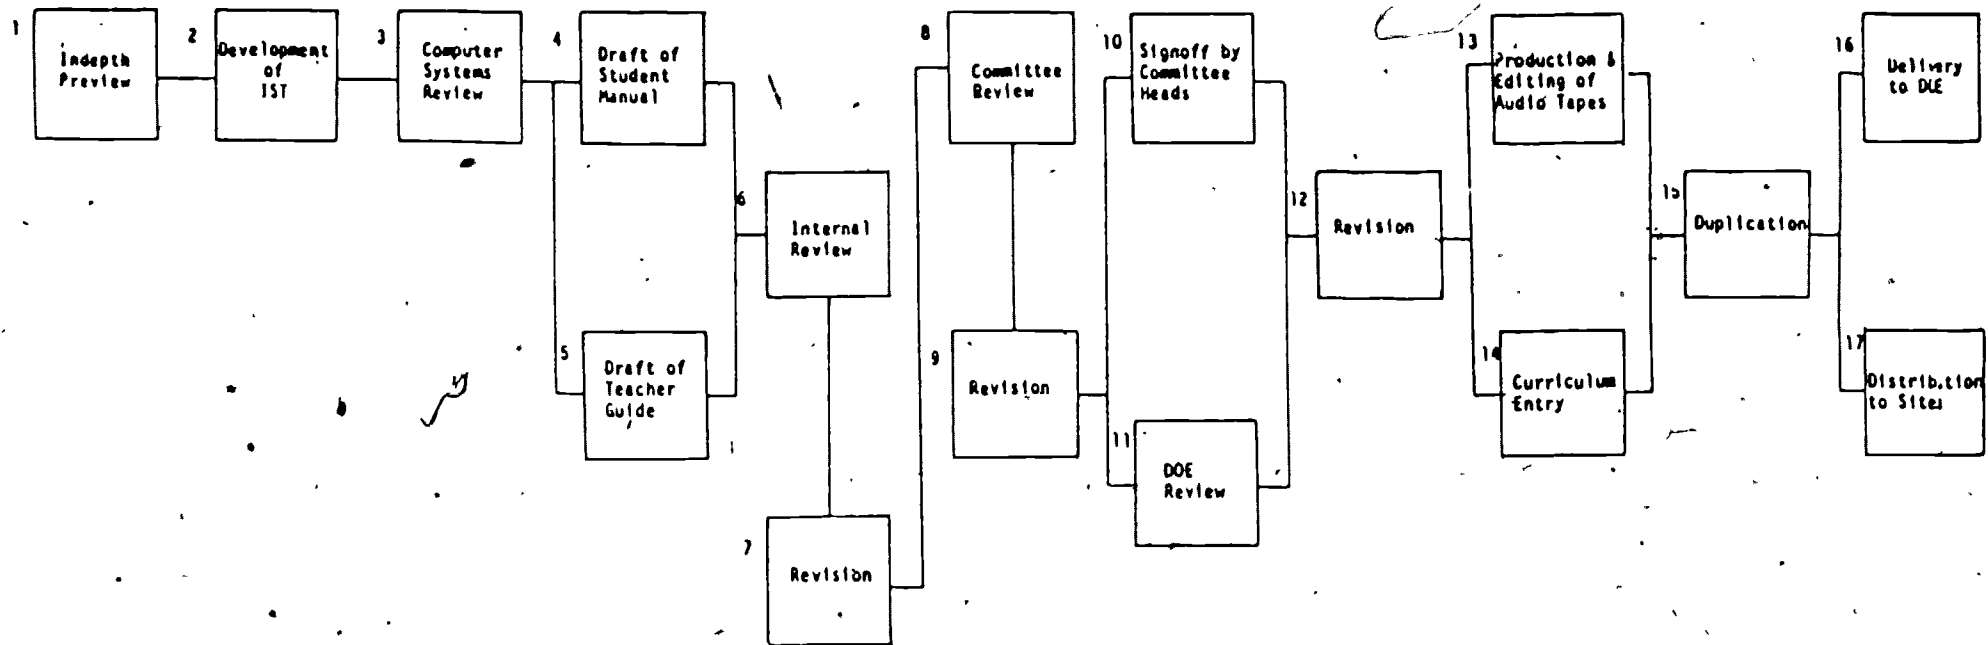 1
Indepth
Preview
2
Development
of
IST
3
Computer
Systems
Review
4
Draft of
Student
Manual
5
Draft of
Teacher
Guide
6
Internal
Review
7
Revision
8
Committee
Review
9
Revision
10
Signoff by
Committee
Heads
11
DOE
Review
12
Revision
13
Production &
Editing of
Audio Tapes
14
Curriculum
Entry
15
Duplication
16
Delivery
to DOE
17
Distribution
to Sites